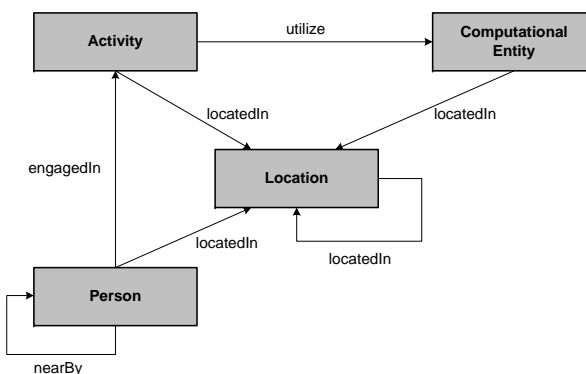 Activity
utilize
Computational
Entity
locatedIn
locatedIn
engagedIn
Location
locatedIn
locatedIn
Person
nearBy